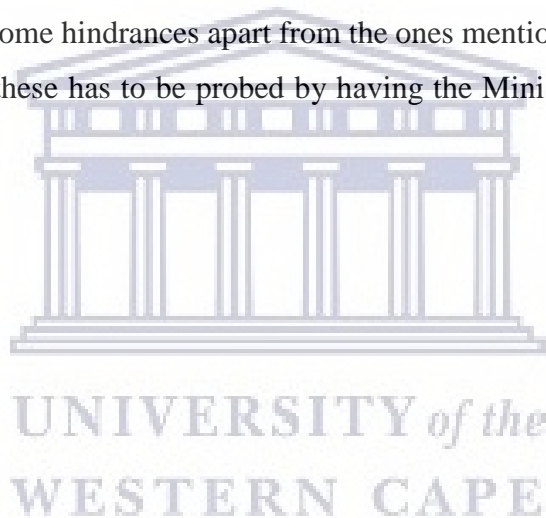 ome hindrances apart from the ones mentio
these has to be probed by having the Mini
UNIVERSITY of the
WESTERN CAPE